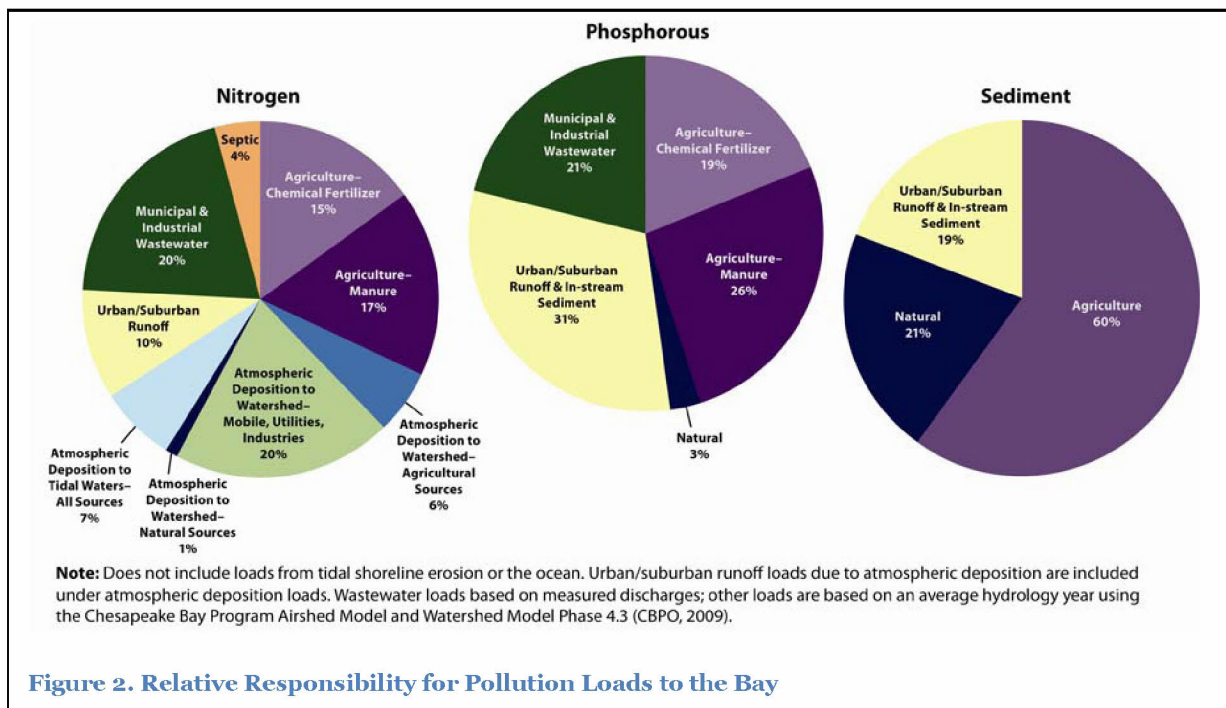 Phosphorous
Nitrogen
Sediment
Septic
4%
Agriculture–
Chemical Fertilizer
15%
Agriculture–
Manure
17%
Atmospheric
Deposition to
Watershed–
Agricultural
Sources
6%
Atmospheric
Deposition to
Watershed–
Mobile, Utilities,
Industries
20%
Atmospheric
Deposition to
Watershed–
Natural Sources
1%
Atmospheric
Deposition to
Tidal Waters–
All Sources
7%
Urban/Suburban
Runoff
10%
Municipal &
Industrial
Wastewater
20%
Municipal &
Industrial
Wastewater
21%
Agriculture–
Chemical Fertilizer
19%
Agriculture–
Manure
26%
Natural
3%
Urban/Suburban
Runoff & In-stream
Sediment
31%
Urban/Suburban
Runoff & In-stream
Sediment
19%
Natural
21%
Agriculture
60%
Note: Does not include loads from tidal shoreline erosion or the ocean. Urban/suburban runoff loads due to atmospheric deposition are included
under atmospheric deposition loads. Wastewater loads based on measured discharges; other loads are based on an average hydrology year using
the Chesapeake Bay Program Airshed Model and Watershed Model Phase 4.3 (CBPO, 2009).
Figure 2. Relative Responsibility for Pollution Loads to the Bay